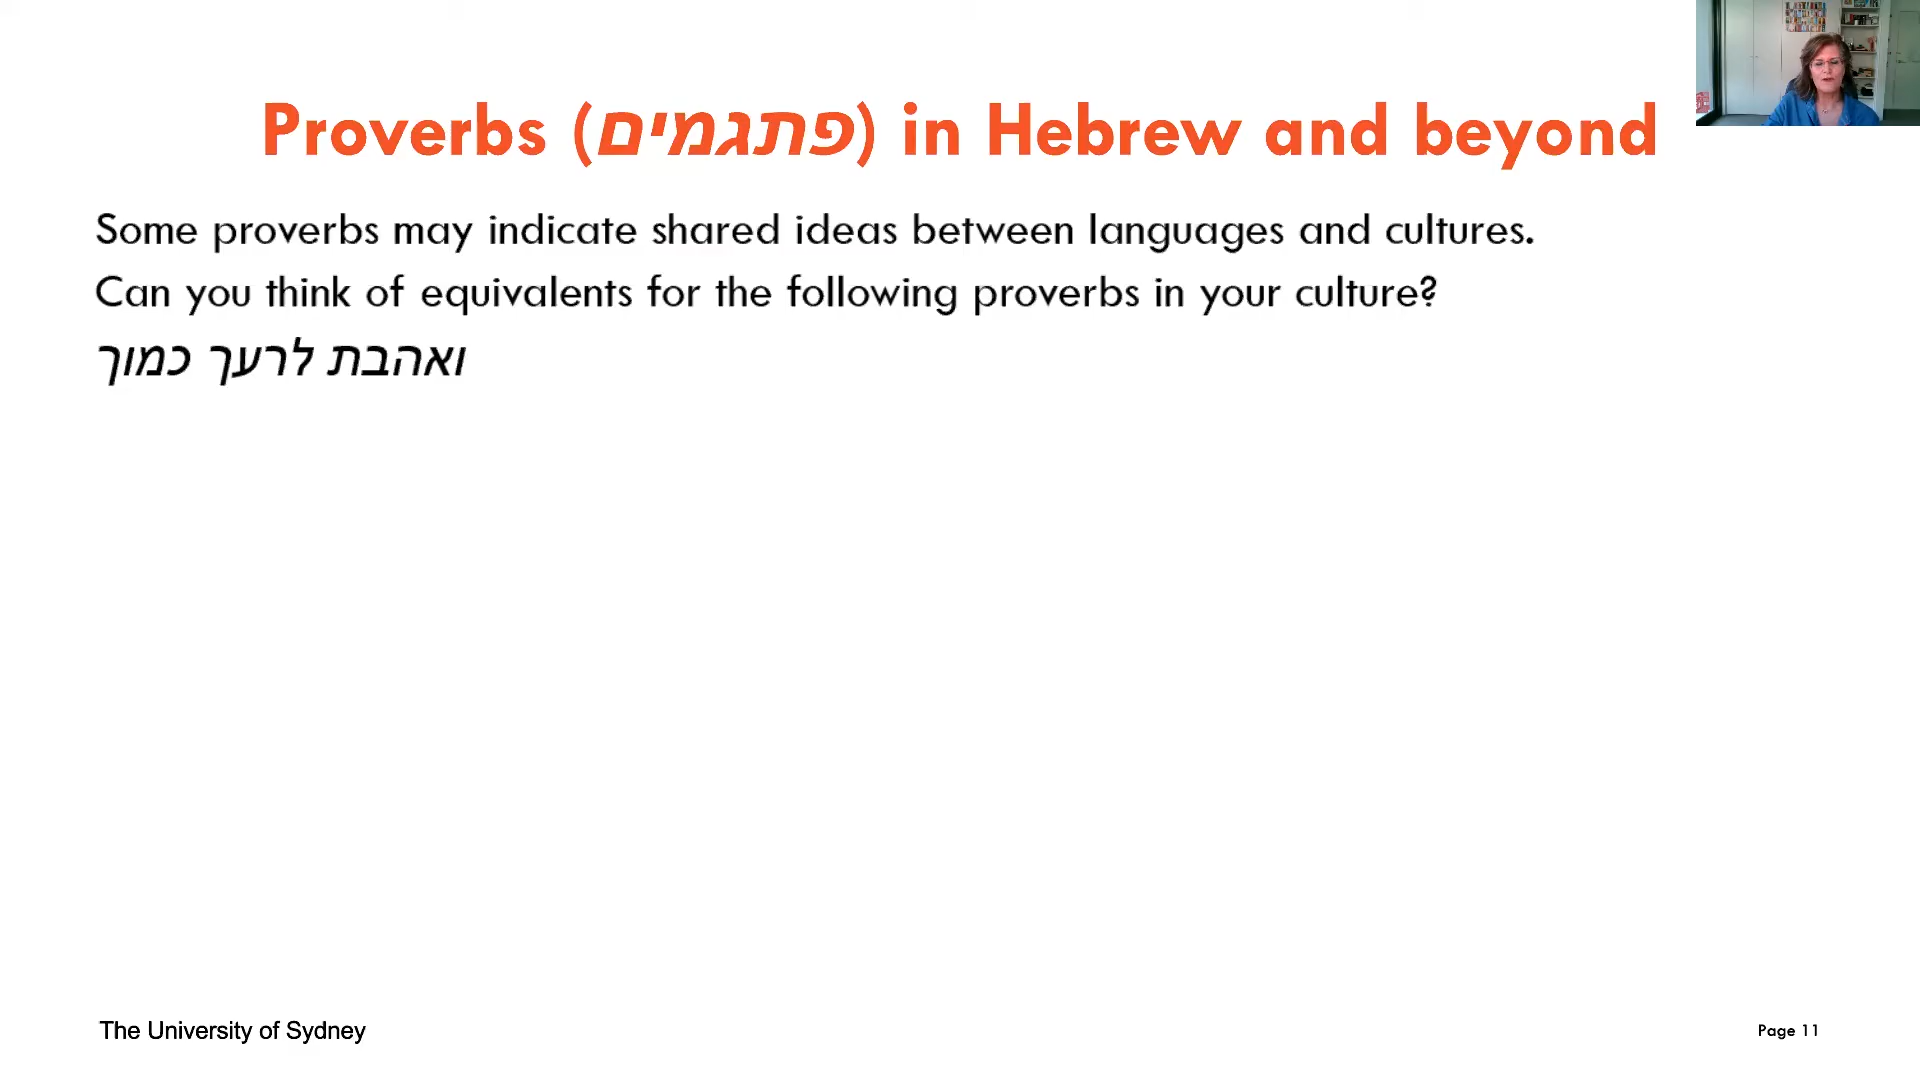 Proverbs (פתגמים) in Hebrew and beyond
Some proverbs may indicate shared ideas between languages and cultures.
Can you think of equivalents for the following proverbs in your culture?
ואהבת לרעך כמוך
The University of Sydney
Page 11